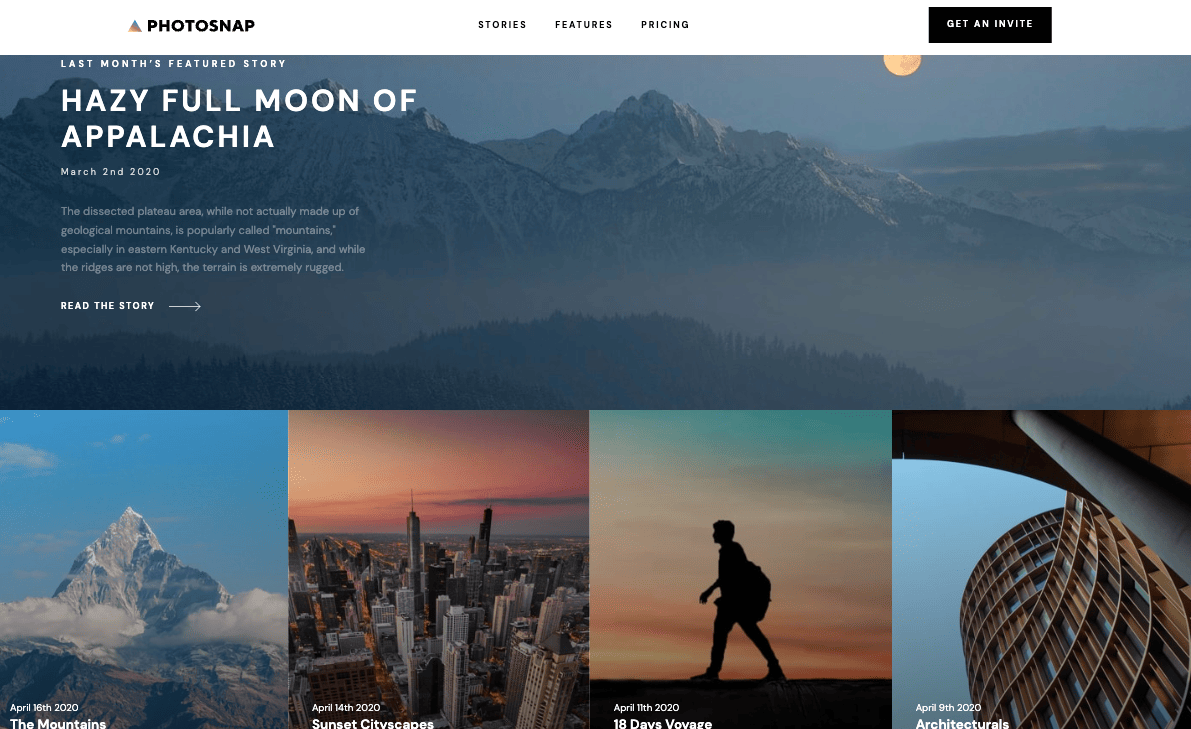 PHOTOSNAP
STORIES FEATURES PRICING
GET AN INVITE
LAST MONTH'S FEATURED STORY
HAZY FULL MOON OF
APPALACHIA
March 2nd 2020
The dissected plateau area, while not actually made up of
geological mountains, is popularly called "mountains,"
especially in eastern Kentucky and West Virginia, and while
the ridges are not high, the terrain is extremely rugged.
READ THE STORY
April 16th 2020
The Mountains
April 14th 2020
Sunset Cityscapes
April 11th 2020
18 Days Voyage
April 9th 2020
Architecturals